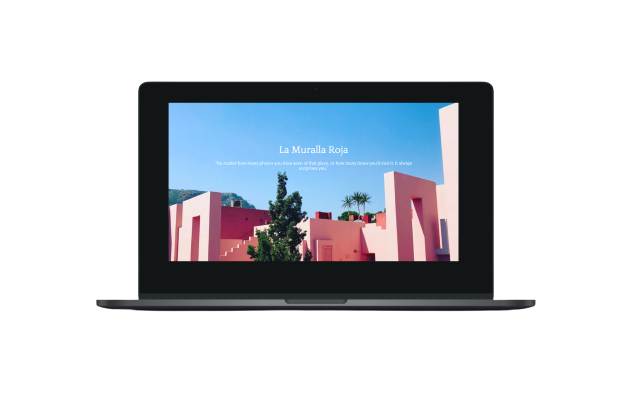 La Muralla Roja
"No matter how many photos you have seen of that place, or how many times you'd visit it, it always
surprises you."